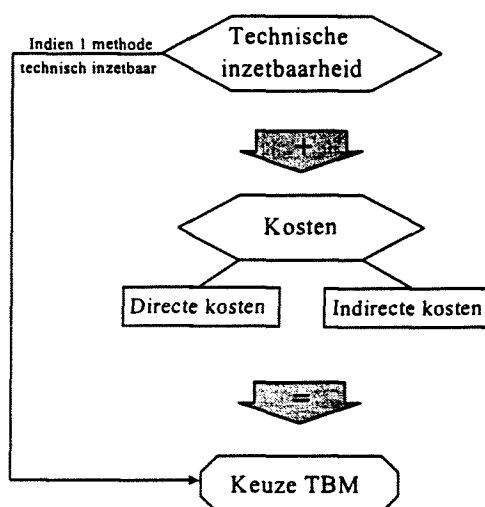 Indien 1 methode
technisch inzetbaar
Technische
inzetbaarheid
+
Kosten
Directe kosten
Indirecte kosten
=
Keuze TBM